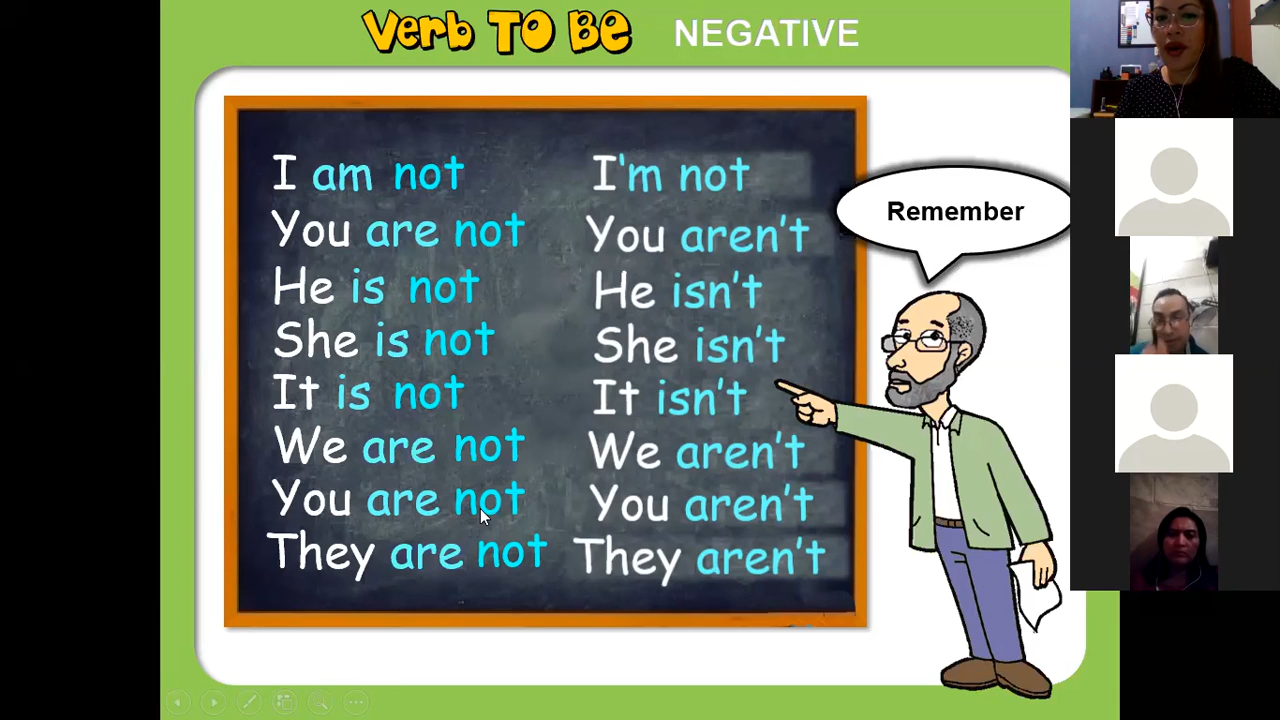 Verb TO BE NEGATIVE
I am not I'm not
You are not You aren't
He is not He isn't
She is not She isn't
It is not It isn't
We are not We aren't
You are not You aren't
They are not They aren't
Remember